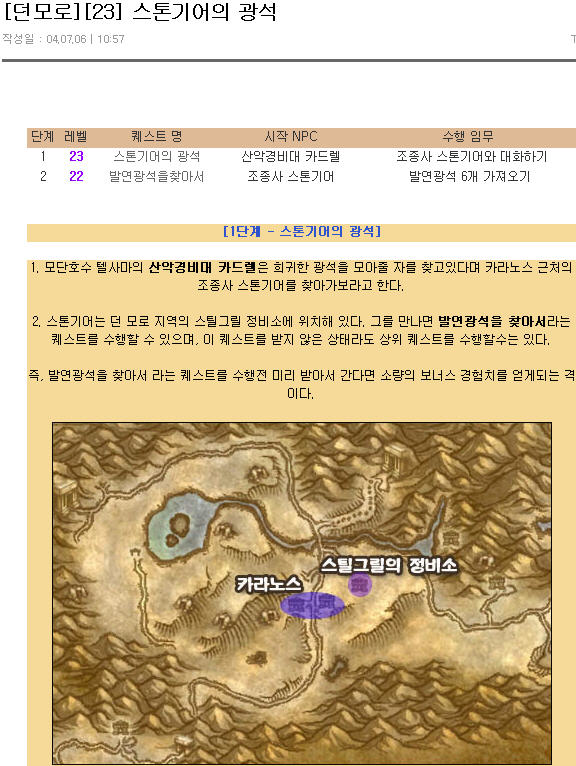 [던모로][23] 스톤기어의 광석
작성일 : 04.07.06 | 10:57
단계 레벨 퀘스트 명 시작 NPC 수행 임무
1 23 스톤기어의 광석 산악경비대 카드렐 조종사 스톤기어와 대화하기
2 22 발연광석을찾아서 조종사 스톤기어 발연광석 6개 가져오기
[1단계 - 스톤기어의 광석]
1. 모단호수 텔사마의 산악경비대 카드렐은 희귀한 광석을 모아줄 자를 찾고있다며 카라노스 근처의
조종사 스톤기어를 찾아가보라고 한다.
2. 스톤기어는 던 모로 지역의 스틸그릴 정비소에 위치해 있다. 그를 만나면 발연광석을 찾아서라는
퀘스트를 수행할 수 있으며, 이 퀘스트를 받지 않은 상태라도 상위 퀘스트를 수행할수는 있다.
즉, 발연광석을 찾아서 라는 퀘스트를 수행전 미리 받아서 간다면 소량의 보너스 경험치를 얻게되는 격
이다.
스틸그릴의 정비소
카라노스